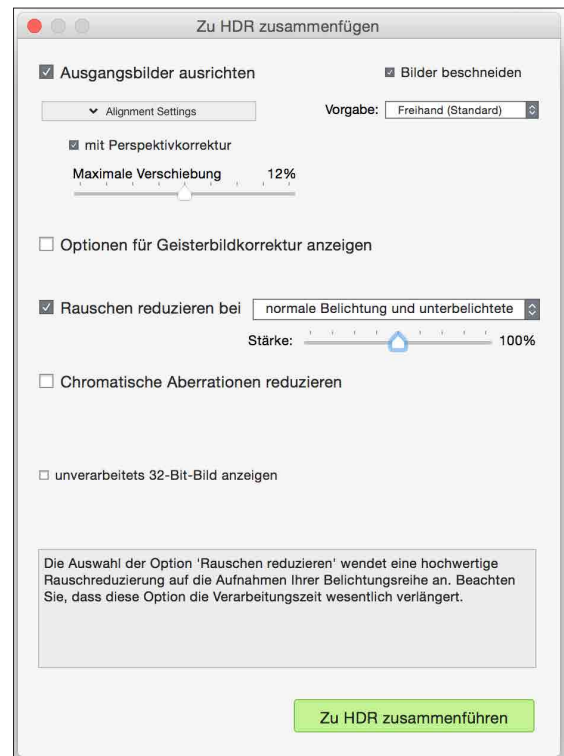 Zu HDR zusammenfügen
Ausgangsbilder ausrichten
Bilder beschneiden
Alignment Settings
Vorgabe: Freihand (Standard)
mit Perspektivkorrektur
Maximale Verschiebung 12%
Optionen für Geisterbildkorrektur anzeigen
Rauschen reduzieren bei normale Belichtung und unterbelichtete
Stärke: 100%
Chromatische Aberrationen reduzieren
unverarbeitets 32-Bit-Bild anzeigen
Die Auswahl der Option 'Rauschen reduzieren' wendet eine hochwertige
Rauschreduzierung auf die Aufnahmen Ihrer Belichtungsreihe an. Beachten
Sie, dass diese Option die Verarbeitungszeit wesentlich verlängert.
Zu HDR zusammenführen